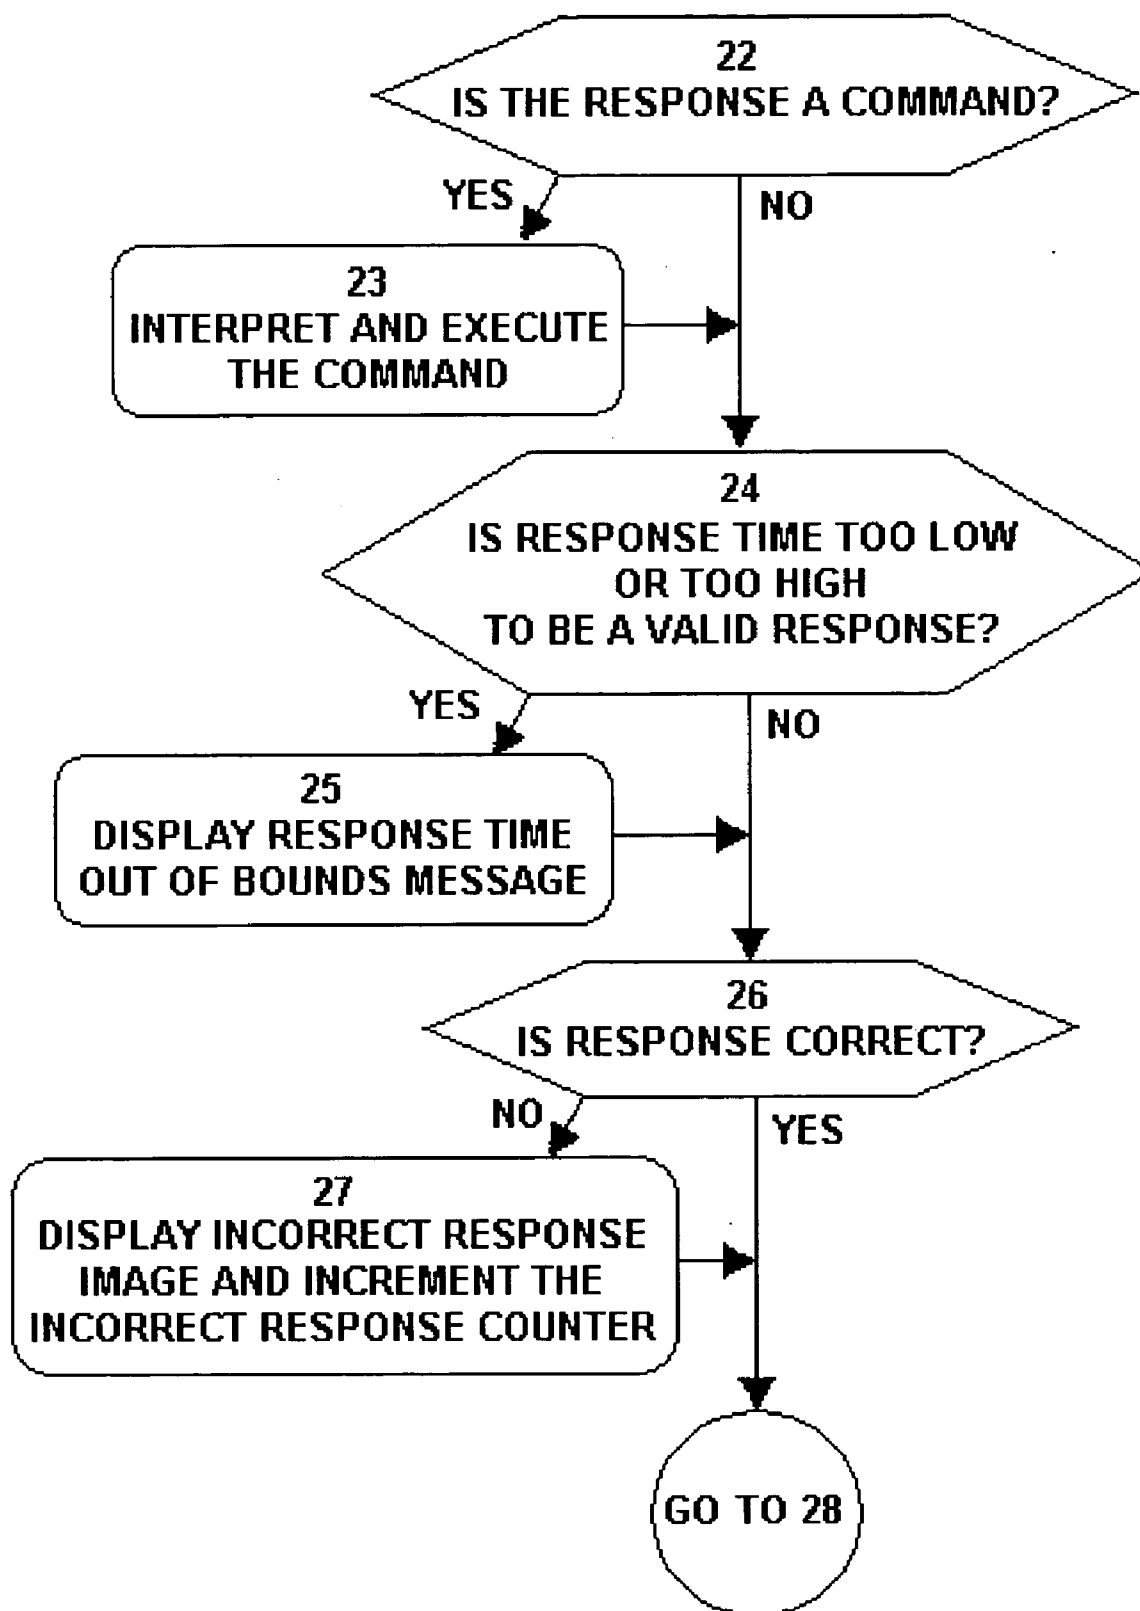 22
IS THE RESPONSE A COMMAND?
YES
NO
23
INTERPRET AND EXECUTE
THE COMMAND
24
IS RESPONSE TIME TOO LOW
OR TOO HIGH
TO BE A VALID RESPONSE?
YES
NO
25
DISPLAY RESPONSE TIME
OUT OF BOUNDS MESSAGE
26
IS RESPONSE CORRECT?
NO
YES
27
DISPLAY INCORRECT RESPONSE
IMAGE AND INCREMENT THE
INCORRECT RESPONSE COUNTER
GO TO 28